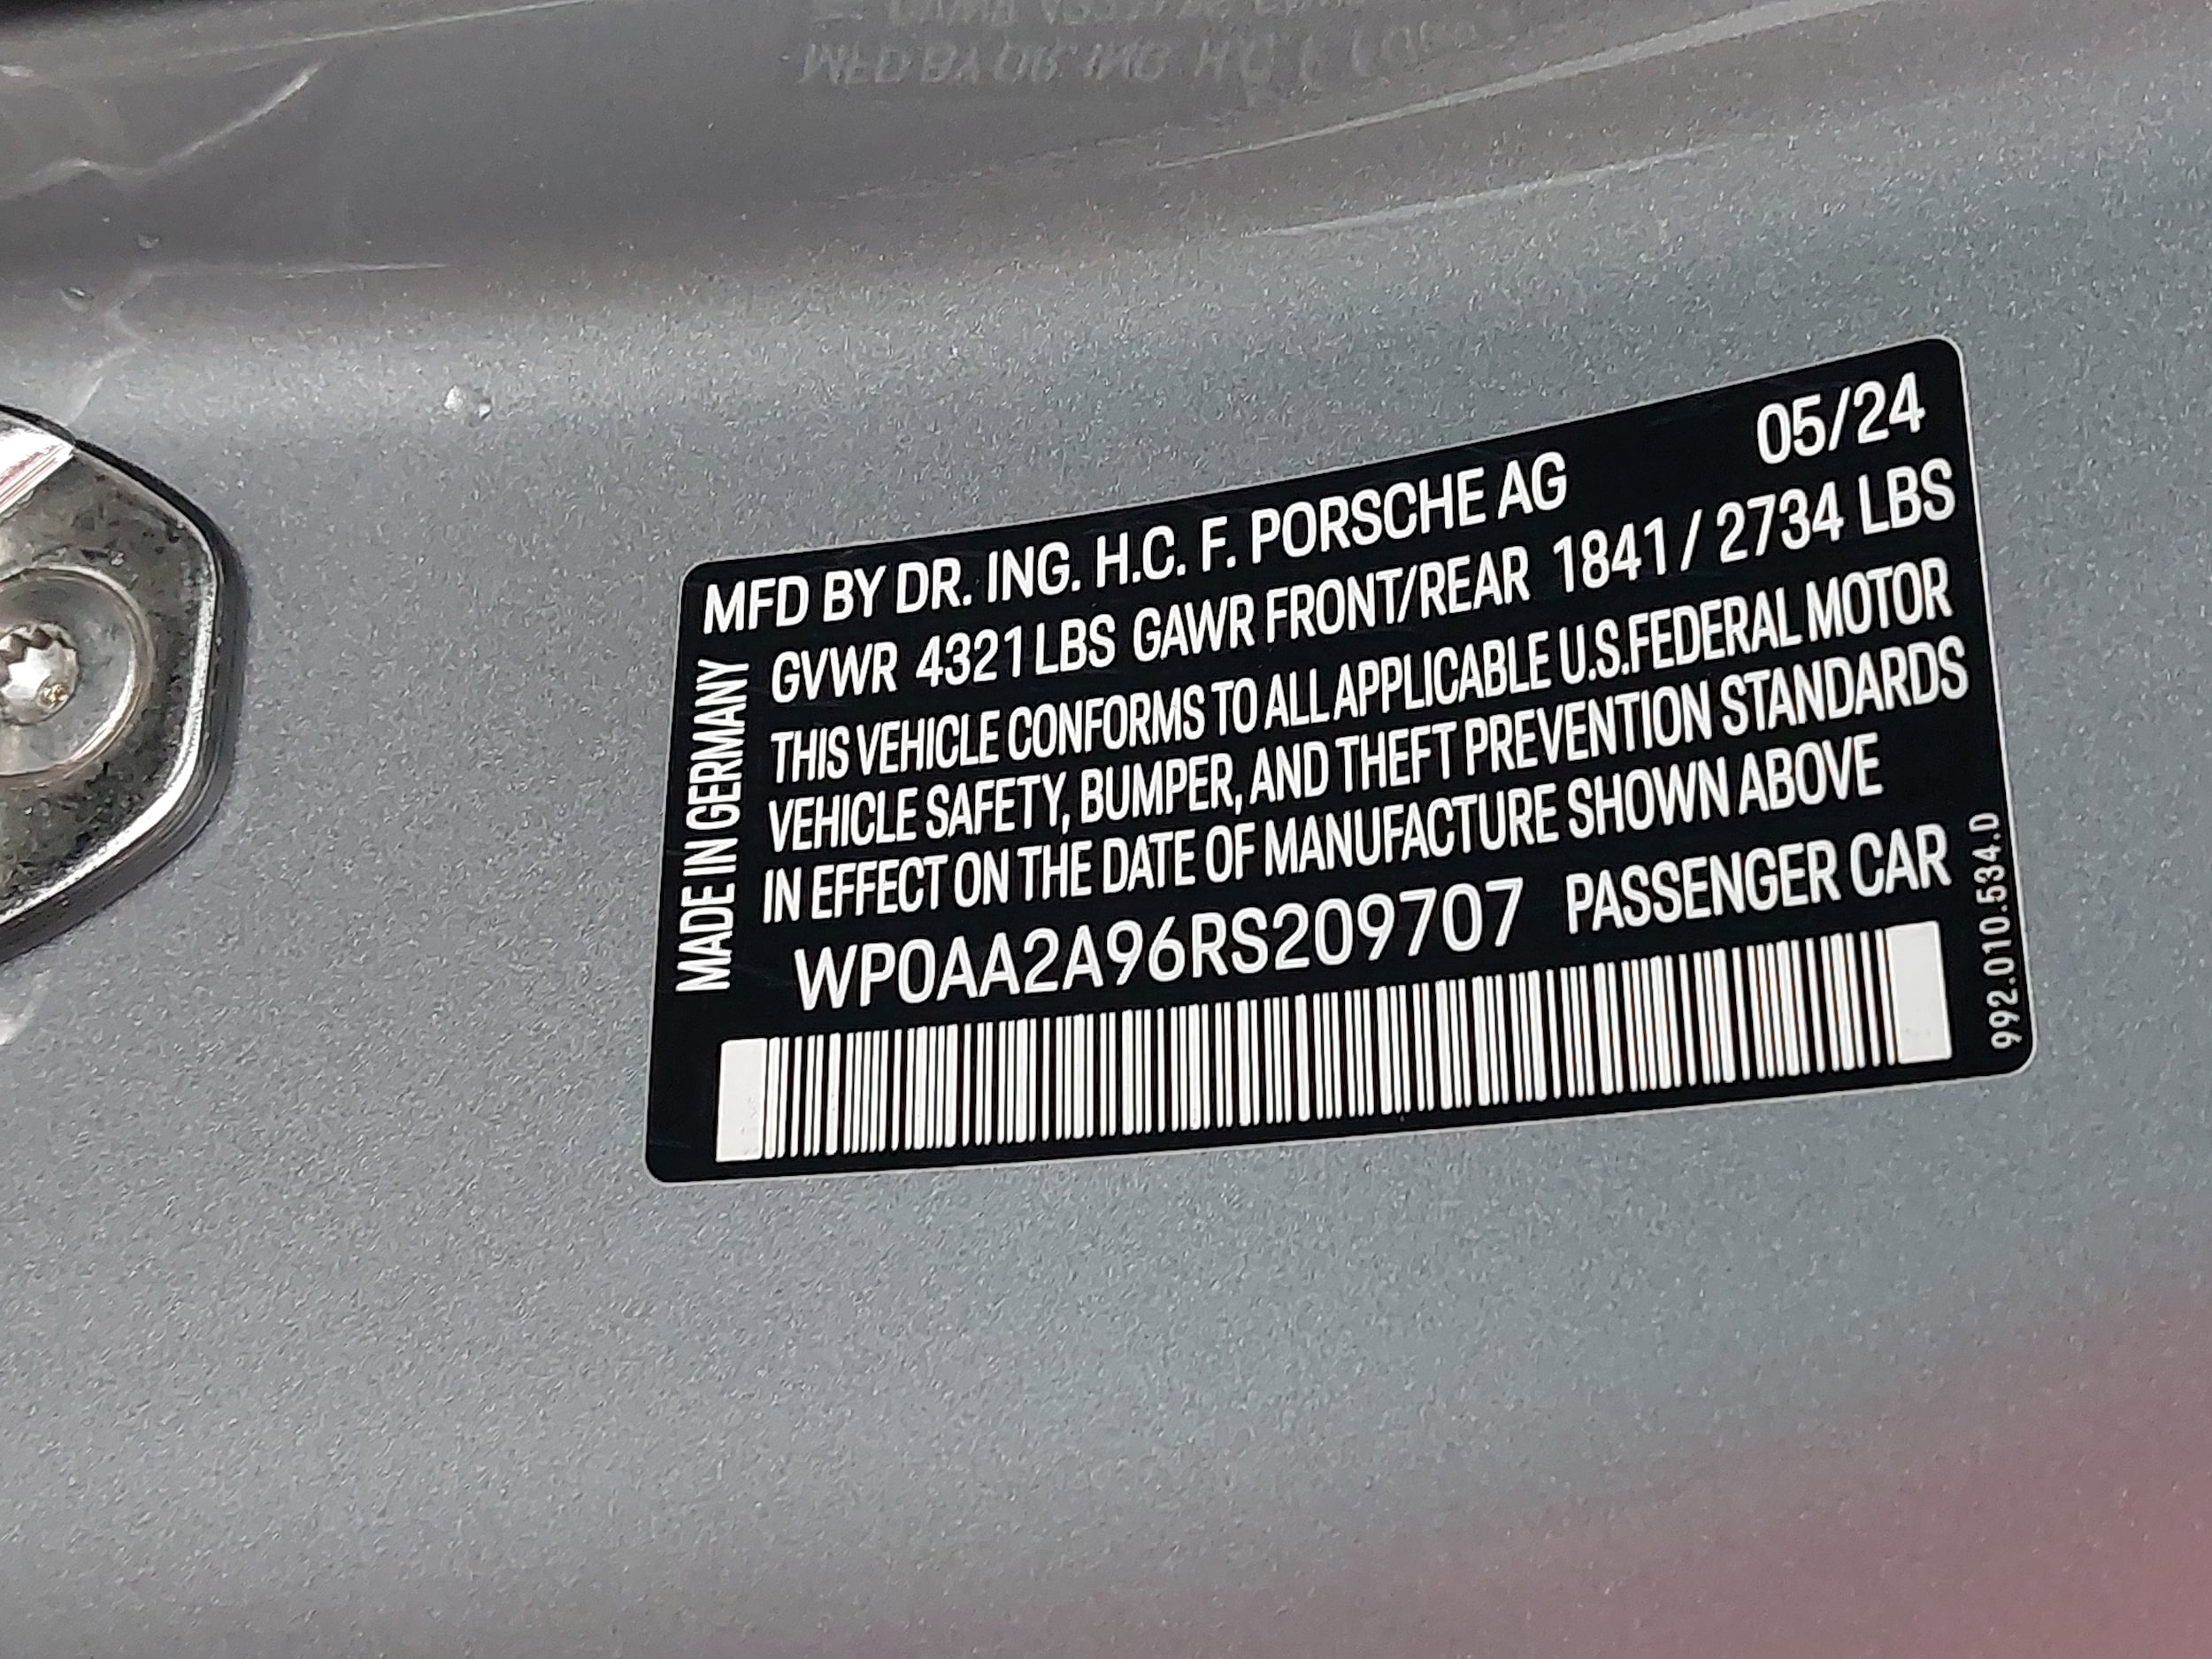 MFD BY DR. ING. H.C. F. PORSCHE AG 05/24
GVWR 4321 LBS GAWR FRONT/REAR 1841 / 2734 LBS
THIS VEHICLE CONFORMS TO ALL APPLICABLE U.S.FEDERAL MOTOR
VEHICLE SAFETY, BUMPER, AND THEFT PREVENTION STANDARDS
IN EFFECT ON THE DATE OF MANUFACTURE SHOWN ABOVE
WP0AA2A96RS209707 PASSENGER CAR
MADE IN GERMANY
992.010.534.D